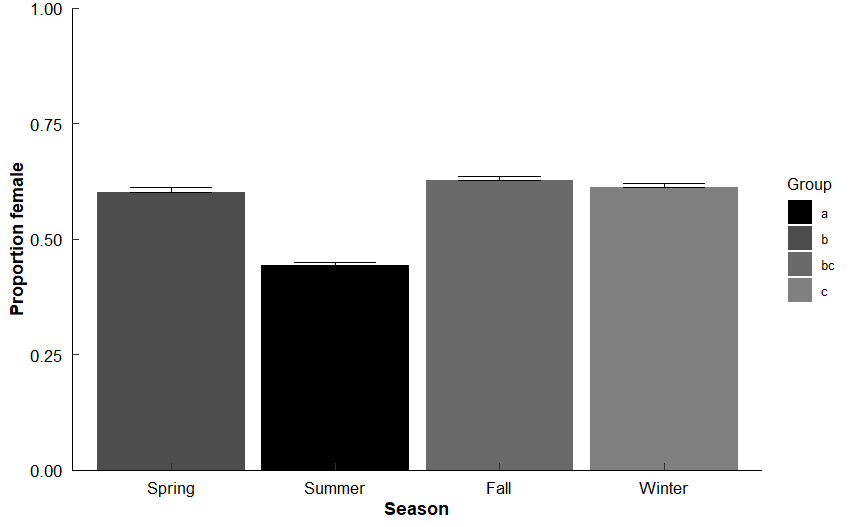 1.00
0.75
0.50
0.25
0.00
Proportion female
Spring Summer Fall Winter
Season
Group
a
b
bc
c